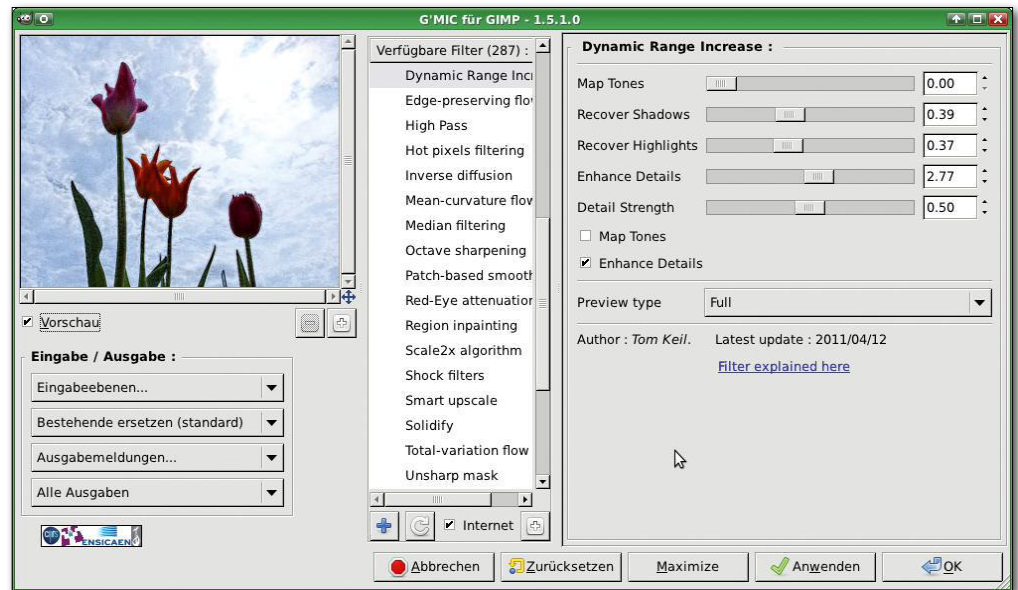 G'MIC für GIMP - 1.5.1.0
Vorschau
Eingabe / Ausgabe :
Eingabeebenen...
Bestehende ersetzen (standard)
Ausgabemeldungen...
Alle Ausgaben
ENSICAEN
Verfügbare Filter (287) :
Dynamic Range Incr
Edge-preserving flow
High Pass
Hot pixels filtering
Inverse diffusion
Mean-curvature flow
Median filtering
Octave sharpening
Patch-based smooth
Red-Eye attenuation
Region inpainting
Scale2x algorithm
Shock filters
Smart upscale
Solidify
Total-variation flow
Unsharp mask
Internet
Dynamic Range Increase :
Map Tones 0.00
Recover Shadows 0.39
Recover Highlights 0.37
Enhance Details 2.77
Detail Strength 0.50
Map Tones
Enhance Details
Preview type Full
Author : Tom Keil. Latest update : 2011/04/12
Filter explained here
Abbrechen Zurücksetzen Maximize Anwenden OK